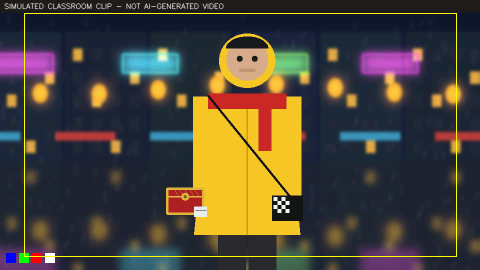 SIMULATED CLASSROOM CLIP — NOT AI-GENERATED VIDEO